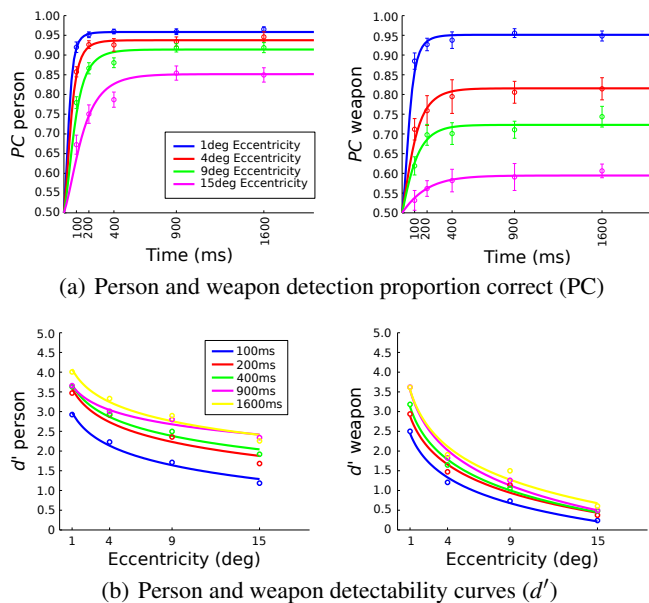 1.00
0.95
0.90
0.85
0.80
0.75
0.70
0.65
0.60
0.55
0.50
PC person
1deg Eccentricity
4deg Eccentricity
9deg Eccentricity
15deg Eccentricity
100
200
400
900
1600
Time (ms)
1.00
0.95
0.90
0.85
0.80
0.75
0.70
0.65
0.60
0.55
0.50
PC weapon
100
200
400
900
1600
Time (ms)
(a) Person and weapon detection proportion correct (PC)
5.0
4.5
4.0
3.5
3.0
2.5
2.0
1.5
1.0
0.5
0.0
d' person
100ms
200ms
400ms
900ms
1600ms
1 4 9 15
Eccentricity (deg)
5.0
4.5
4.0
3.5
3.0
2.5
2.0
1.5
1.0
0.5
0.0
d' weapon
1 4 9 15
Eccentricity (deg)
(b) Person and weapon detectability curves (d′)